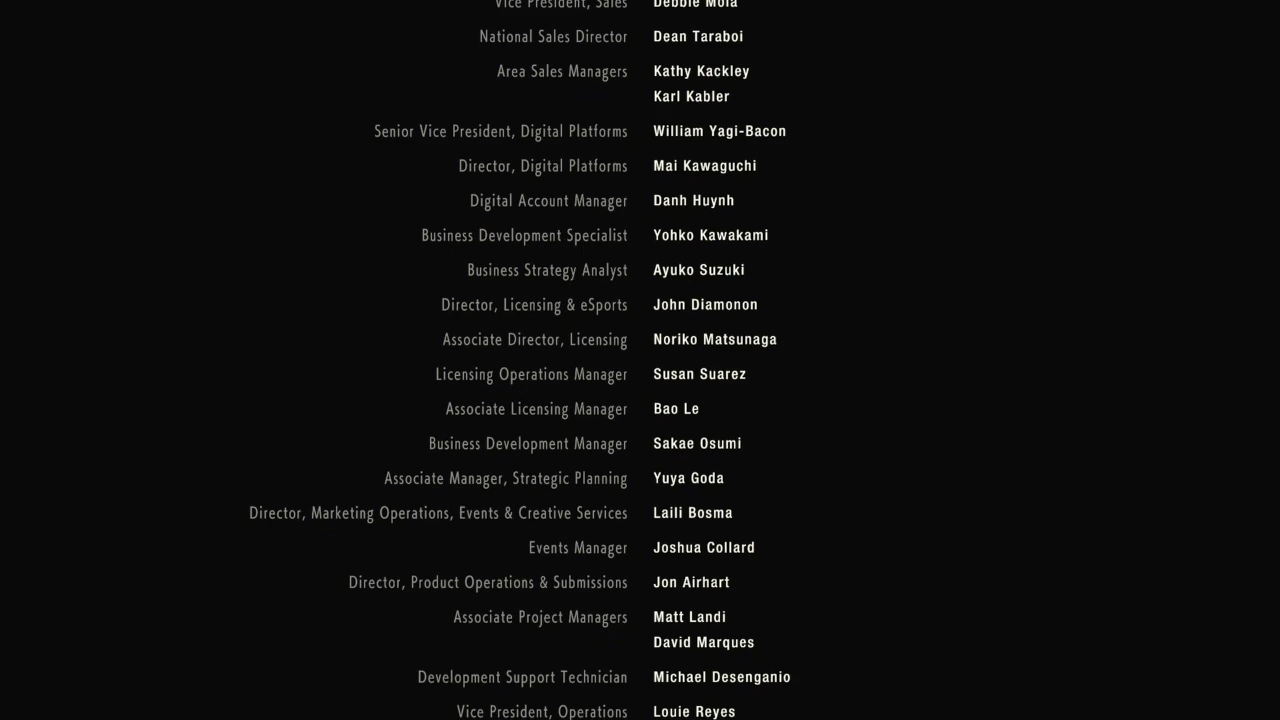 Vice President, Sales Debbie Mola
National Sales Director Dean Taraboi
Area Sales Managers Kathy Kackley
Karl Kabler
Senior Vice President, Digital Platforms William Yagi-Bacon
Director, Digital Platforms Mai Kawaguchi
Digital Account Manager Danh Huynh
Business Development Specialist Yohko Kawakami
Business Strategy Analyst Ayuko Suzuki
Director, Licensing & eSports John Diamonon
Associate Director, Licensing Noriko Matsunaga
Licensing Operations Manager Susan Suarez
Associate Licensing Manager Bao Le
Business Development Manager Sakae Osumi
Associate Manager, Strategic Planning Yuya Goda
Director, Marketing Operations, Events & Creative Services Laili Bosma
Events Manager Joshua Collard
Director, Product Operations & Submissions Jon Airhart
Associate Project Managers Matt Landi
David Marques
Development Support Technician Michael Desenganio
Vice President, Operations Louie Reyes